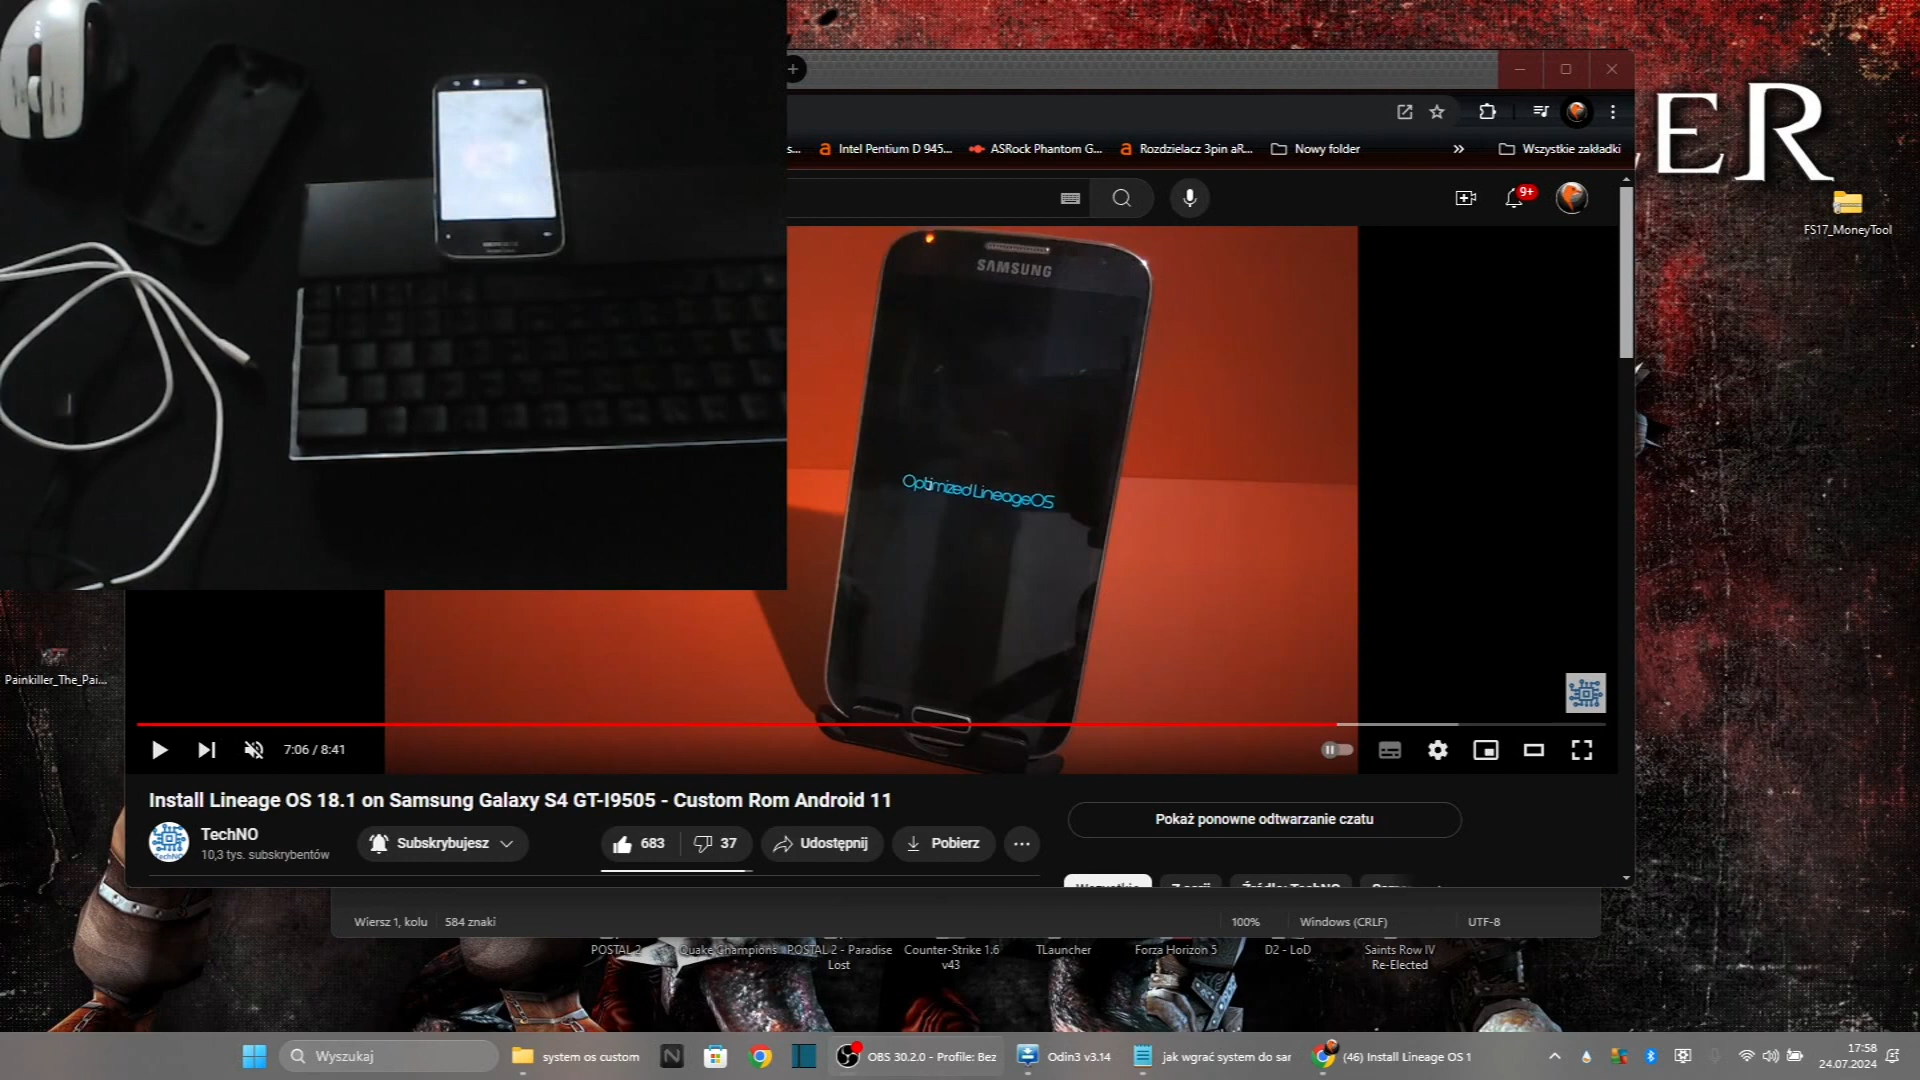 ER
s...
Intel Pentium D 945...
ASRock Phantom G...
Rozdzielacz 3pin aR...
Nowy folder
»
Wszystkie zakładki
9+
FS17_MoneyTool
SAMSUNG
Optimized LineageOS
Painkiller_The_Pai...
7:06 / 8:41
Install Lineage OS 18.1 on Samsung Galaxy S4 GT-I9505 - Custom Rom Android 11
TechNO
10,3 tys. subskrybentów
Subskrybujesz
683
37
Udostępnij
Pobierz
Pokaż ponowne odtwarzanie czatu
Wszystkie
Z serii
Źródło: TechNO
Wiersz 1, kolu
584 znaki
100%
Windows (CRLF)
UTF-8
POSTAL 2
Quake Champions
POSTAL 2 - Paradise
Lost
Counter-Strike 1.6
v43
TLauncher
Forza Horizon 5
D2 - LoD
Saints Row IV
Re-Elected
Wyszukaj
system os custom
OBS 30.2.0 - Profile: Bez
Odin3 v3.14
jak wgrać system do sar
(46) Install Lineage OS 1
17:58
24.07.2024